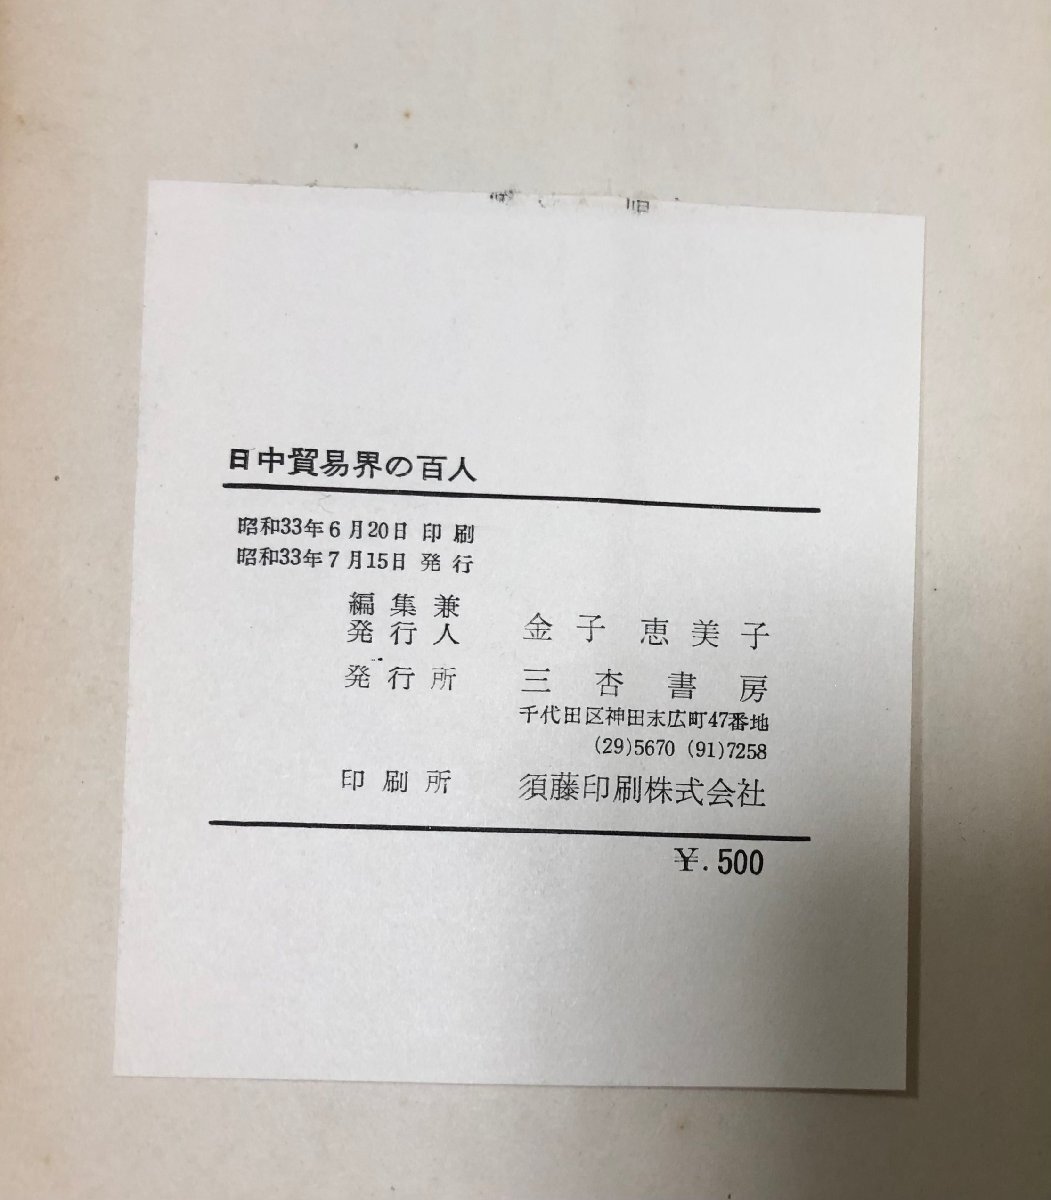 日中貿易界の百人
昭和33年6月20日 印刷
昭和33年7月15日 発行
編集兼
発行人 金子 恵美子
発行所 三杏書房
千代田区神田末広町47番地
(29)5670 (91)7258
印刷所 須藤印刷株式会社
¥. 500